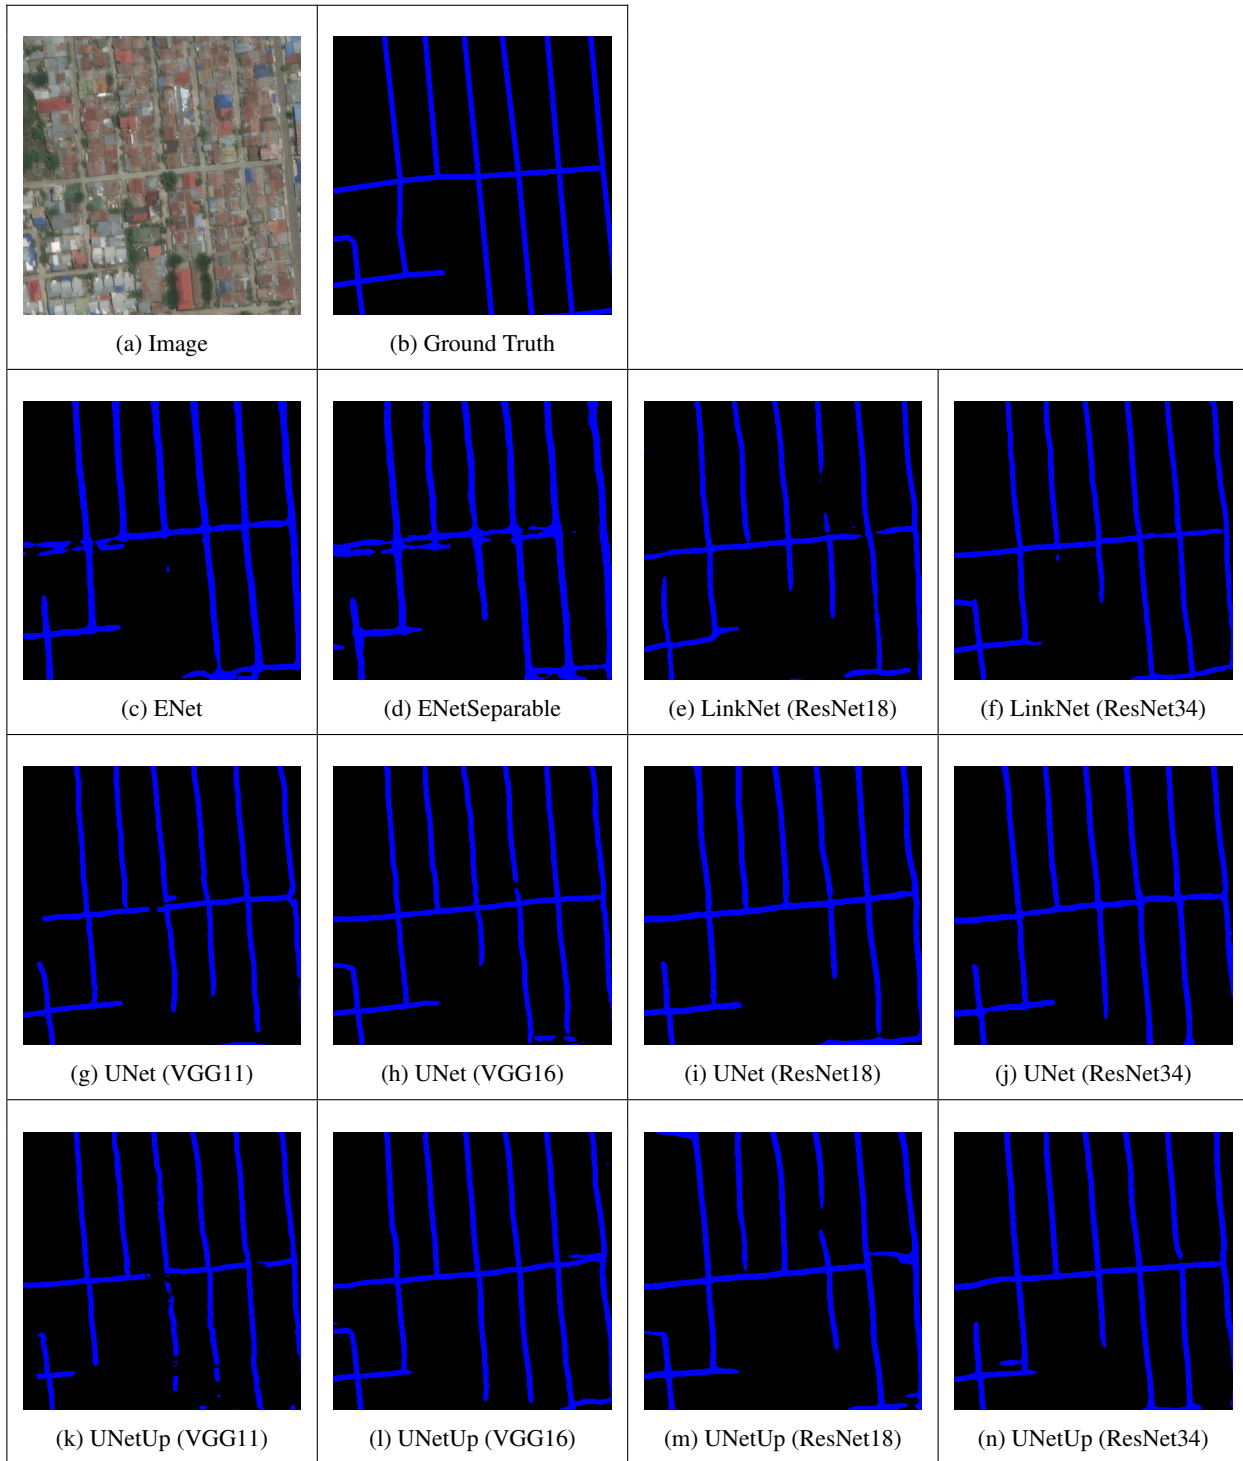 (a) Image
(b) Ground Truth
(c) ENet
(d) ENetSeparable
(e) LinkNet (ResNet18)
(f) LinkNet (ResNet34)
(g) UNet (VGG11)
(h) UNet (VGG16)
(i) UNet (ResNet18)
(j) UNet (ResNet34)
(k) UNetUp (VGG11)
(l) UNetUp (VGG16)
(m) UNetUp (ResNet18)
(n) UNetUp (ResNet34)